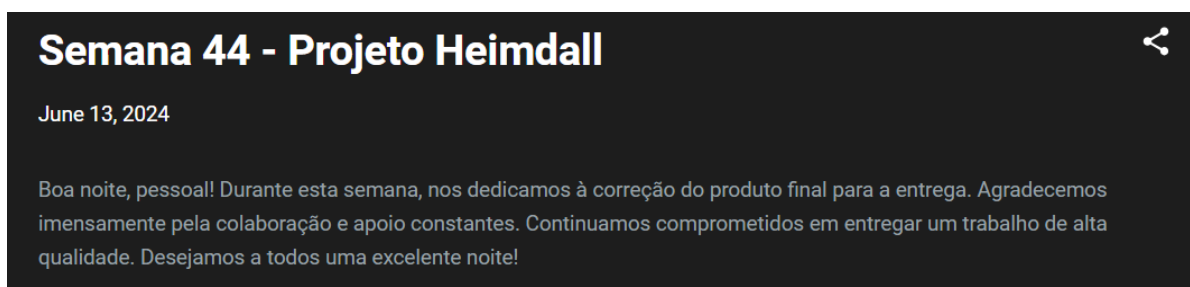 Semana 44 - Projeto Heimdall
June 13, 2024
Boa noite, pessoal! Durante esta semana, nos dedicamos à correção do produto final para a entrega. Agradecemos
imensamente pela colaboração e apoio constantes. Continuamos comprometidos em entregar um trabalho de alta
qualidade. Desejamos a todos uma excelente noite!